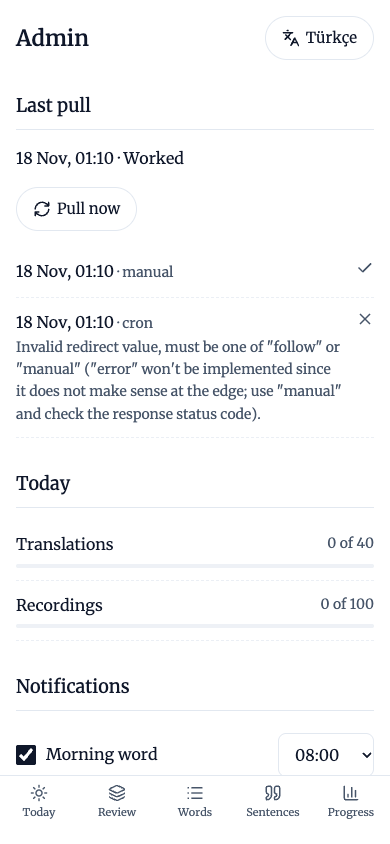 Admin
Türkçe
Last pull
18 Nov, 01:10 · Worked
Pull now
18 Nov, 01:10 · manual
18 Nov, 01:10 · cron
Invalid redirect value, must be one of "follow" or
"manual" ("error" won't be implemented since
it does not make sense at the edge; use "manual"
and check the response status code).
Today
Translations 0 of 40
Recordings 0 of 100
Notifications
Morning word 08:00
Today Review Words Sentences Progress